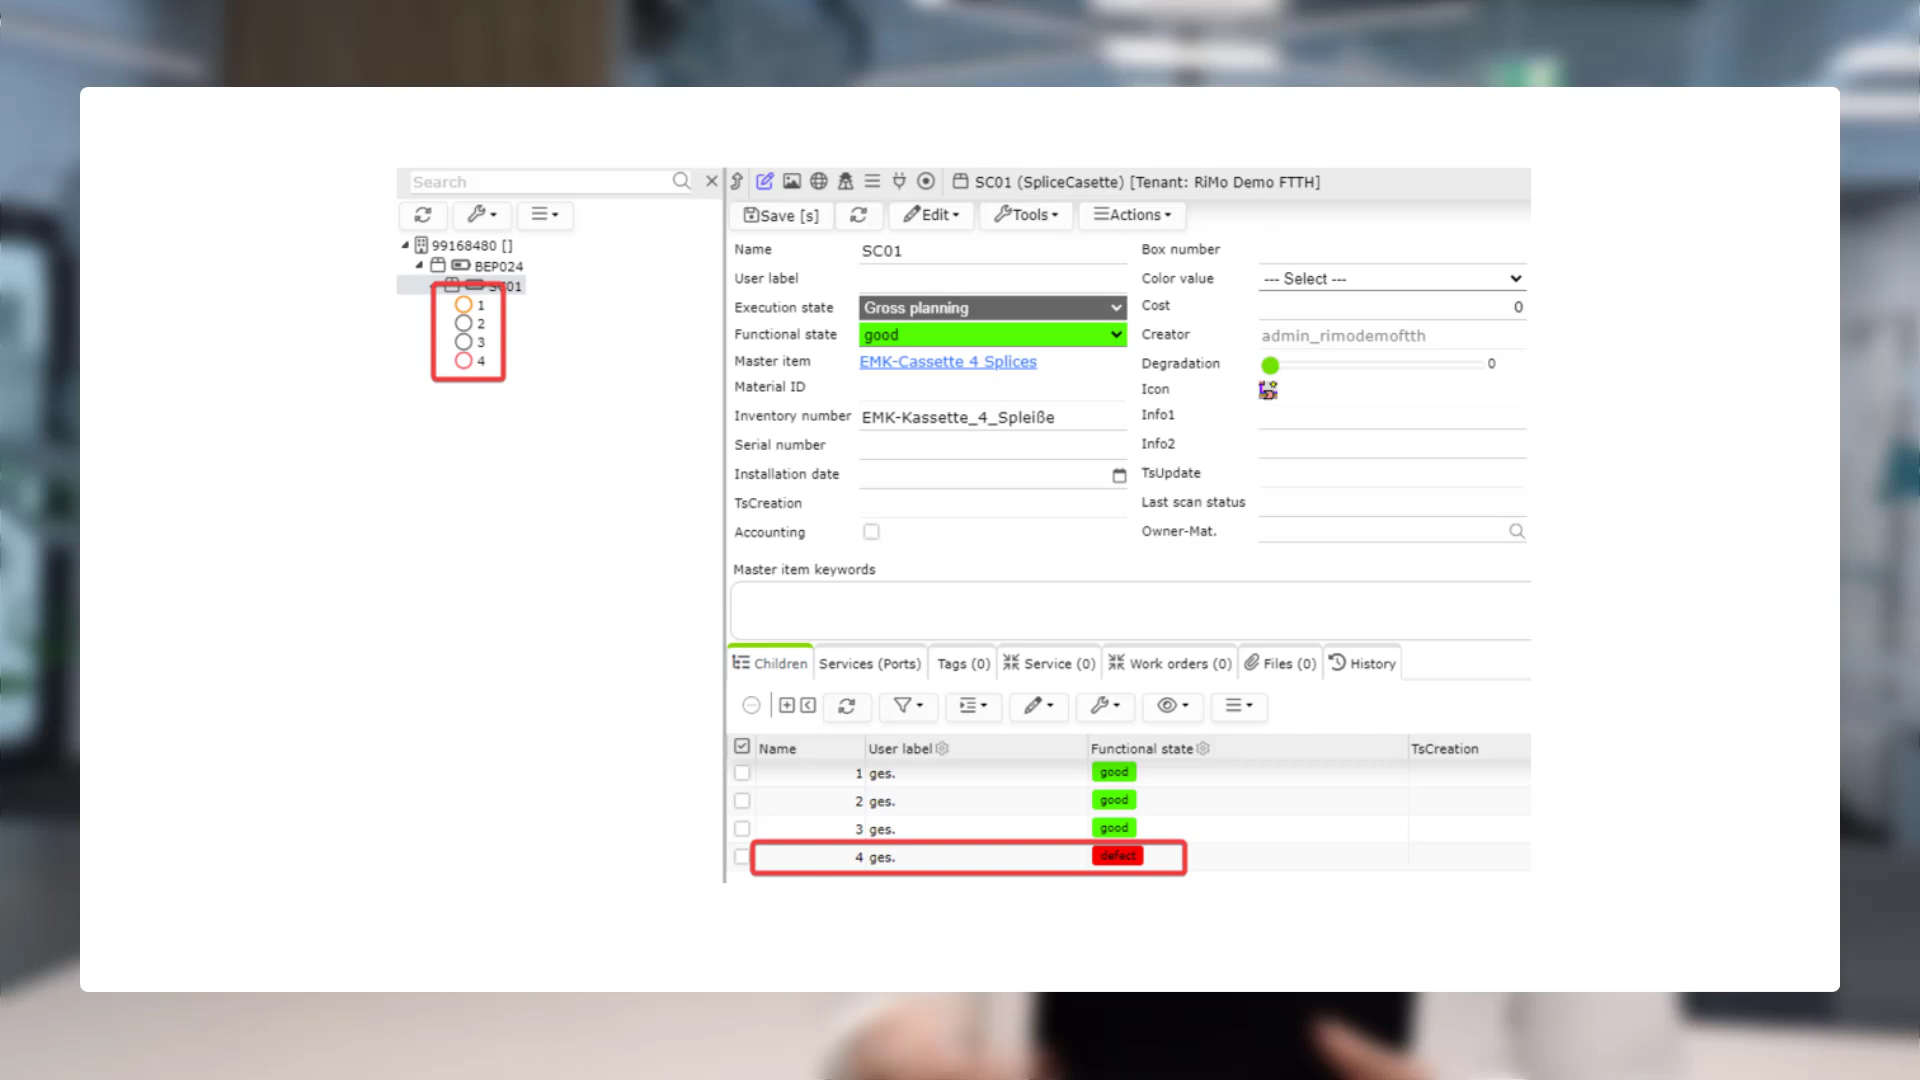 Search
SC01 (SpliceCasette) [Tenant: RiMo Demo FTTH]
Save [s]
Edit
Tools
Actions
99168480 []
BEP024
SC01
1
2
3
4
Name SC01
User label
Execution state Gross planning
Functional state good
Master item EMK-Cassette 4 Splices
Material ID
Inventory number EMK-Kassette_4_Spleiße
Serial number
Installation date
TsCreation
Accounting
Box number
Color value --- Select ---
Cost 0
Creator admin_rimodemoftth
Degradation 0
Icon
Info1
Info2
TsUpdate
Last scan status
Owner-Mat.
Master item keywords
Children Services (Ports) Tags (0) Service (0) Work orders (0) Files (0) History
Name User label Functional state TsCreation
1 ges. good
2 ges. good
3 ges. good
4 ges. defect